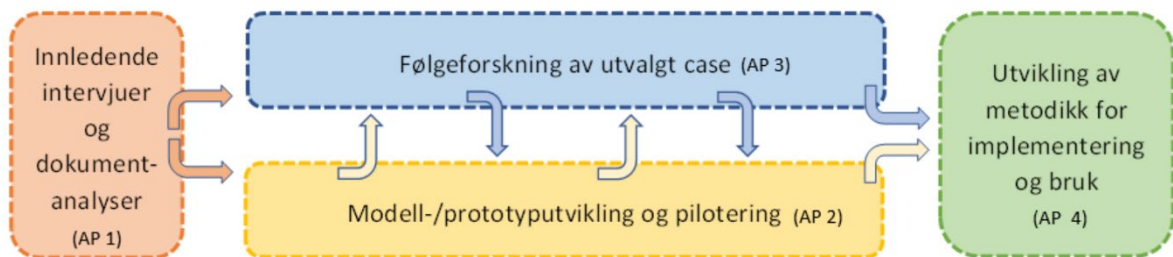 Innledende
intervjuer
og
dokument-
analyser
(AP 1)
Følgeforskning av utvalgt case (AP 3)
Modell-/prototyputvikling og pilotering (AP 2)
Utvikling av
metodikk for
implementering
og bruk
(AP 4)